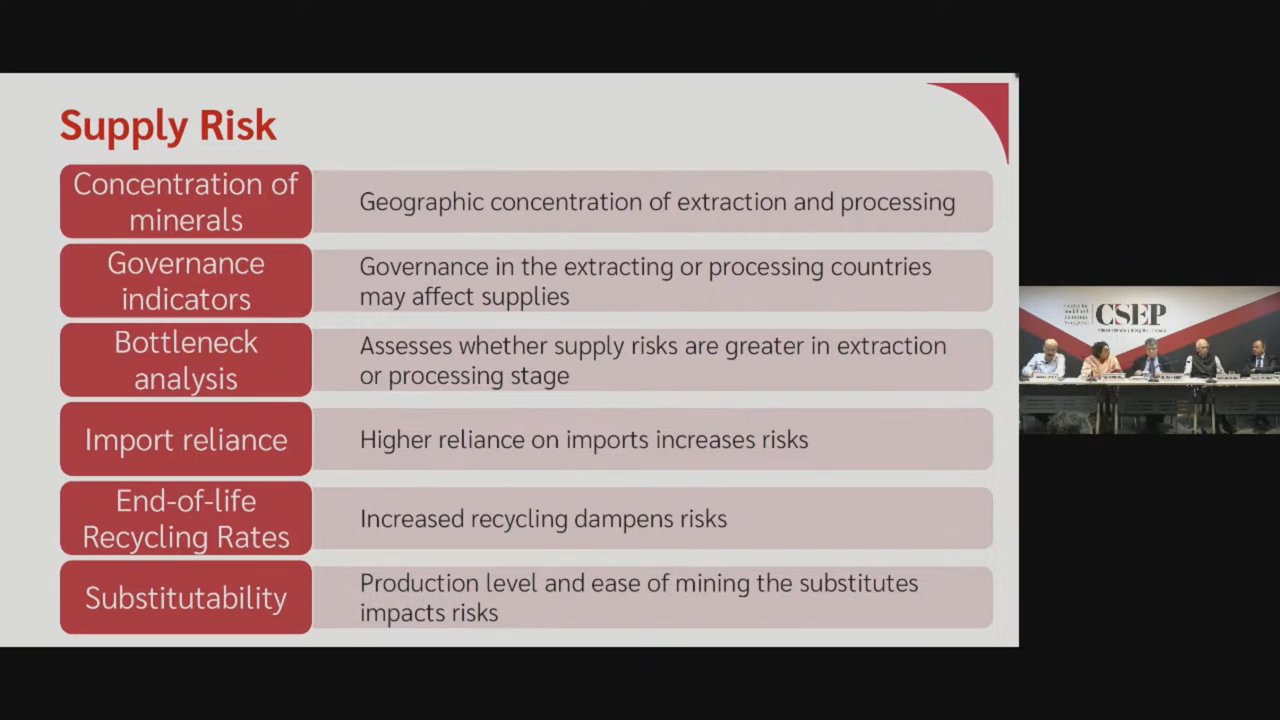 Supply Risk
Concentration of
minerals
Geographic concentration of extraction and processing
Governance
indicators
Governance in the extracting or processing countries
may affect supplies
Bottleneck
analysis
Assesses whether supply risks are greater in extraction
or processing stage
Import reliance
Higher reliance on imports increases risks
End-of-life
Recycling Rates
Increased recycling dampens risks
Substitutability
Production level and ease of mining the substitutes
impacts risks
CSEP